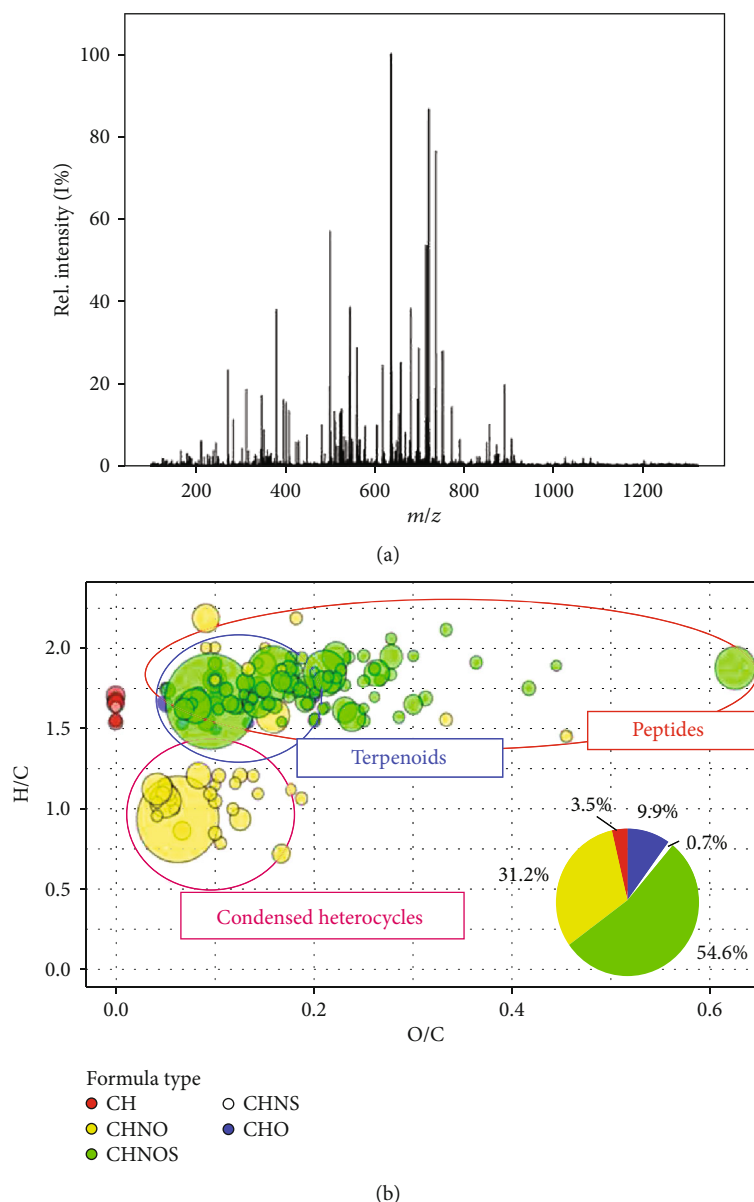 100
80
60
40
20
0
Rel. intensity (I%)
200 400 600 800 1000 1200
m/z
(a)
2.0
1.5
1.0
0.5
0.0
H/C
Peptides
Terpenoids
Condensed heterocycles
3.5%
9.9%
0.7%
31.2%
54.6%
0.0 0.2 0.4 0.6
O/C
Formula type
CH CHNS
CHNO CHO
CHNOS
(b)